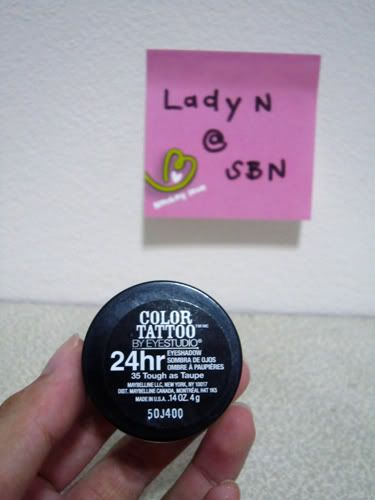 Lady N
@
SBN
COLOR
TATTOO
BY EYESTUDIO®
24hr
EYESHADOW
SOMBRA DE OJOS
OMBRE À PAUPIÈRES
35 Tough as Taupe
MAYBELLINE LLC, NEW YORK, NY 10017
DIST. MAYBELLINE CANADA, MONTRÉAL H4T 1K5
MADE IN U.S.A. .14 OZ. 4 g
50J400